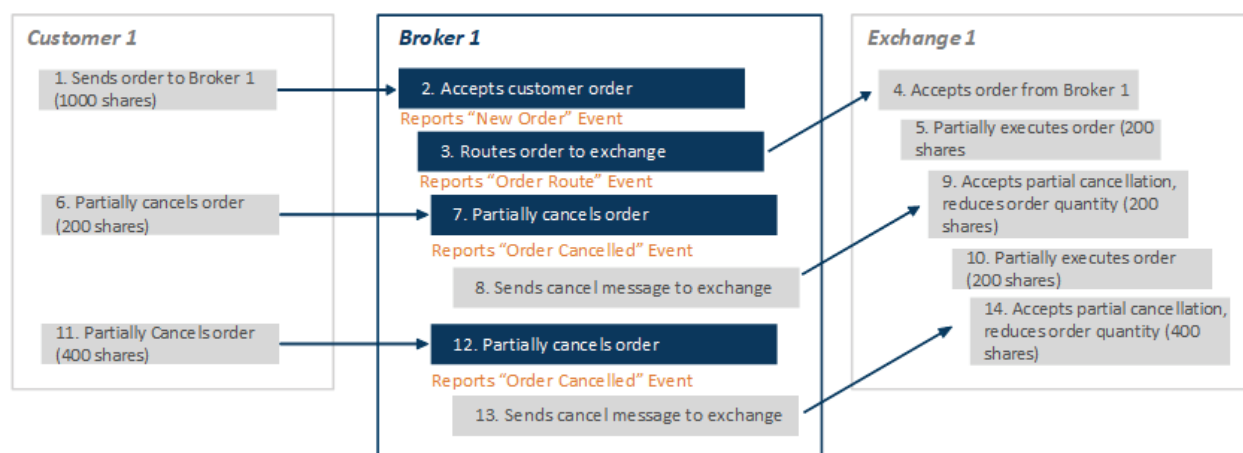 Customer 1
1. Sends order to Broker 1
(1000 shares)
6. Partially cancels order
(200 shares)
11. Partially Cancels order
(400 shares)
Broker 1
2. Accepts customer order
Reports “New Order” Event
3. Routes order to exchange
Reports “Order Route” Event
7. Partially cancels order
Reports “Order Cancelled” Event
8. Sends cancel message to exchange
12. Partially cancels order
Reports “Order Cancelled” Event
13. Sends cancel message to exchange
Exchange 1
4. Accepts order from Broker 1
5. Partially executes order (200
shares
9. Accepts partial cancellation,
reduces order quantity (200
shares)
10. Partially executes order
(200 shares)
14. Accepts partial cancellation,
reduces order quantity (400
shares)